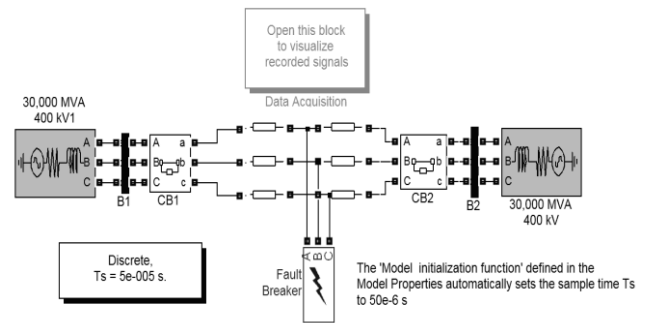 Open this block
to visualize
recorded signals
Data Acquisition
30,000 MVA
400 kV1
A
B
C
B1
A a
B b
C c
CB1
A a
B b
C c
CB2
B2
A
B
C
30,000 MVA
400 kV
Discrete,
Ts = 5e-005 s.
A B C
Fault
Breaker
The 'Model initialization function' defined in the
Model Properties automatically sets the sample time Ts
to 50e-6 s